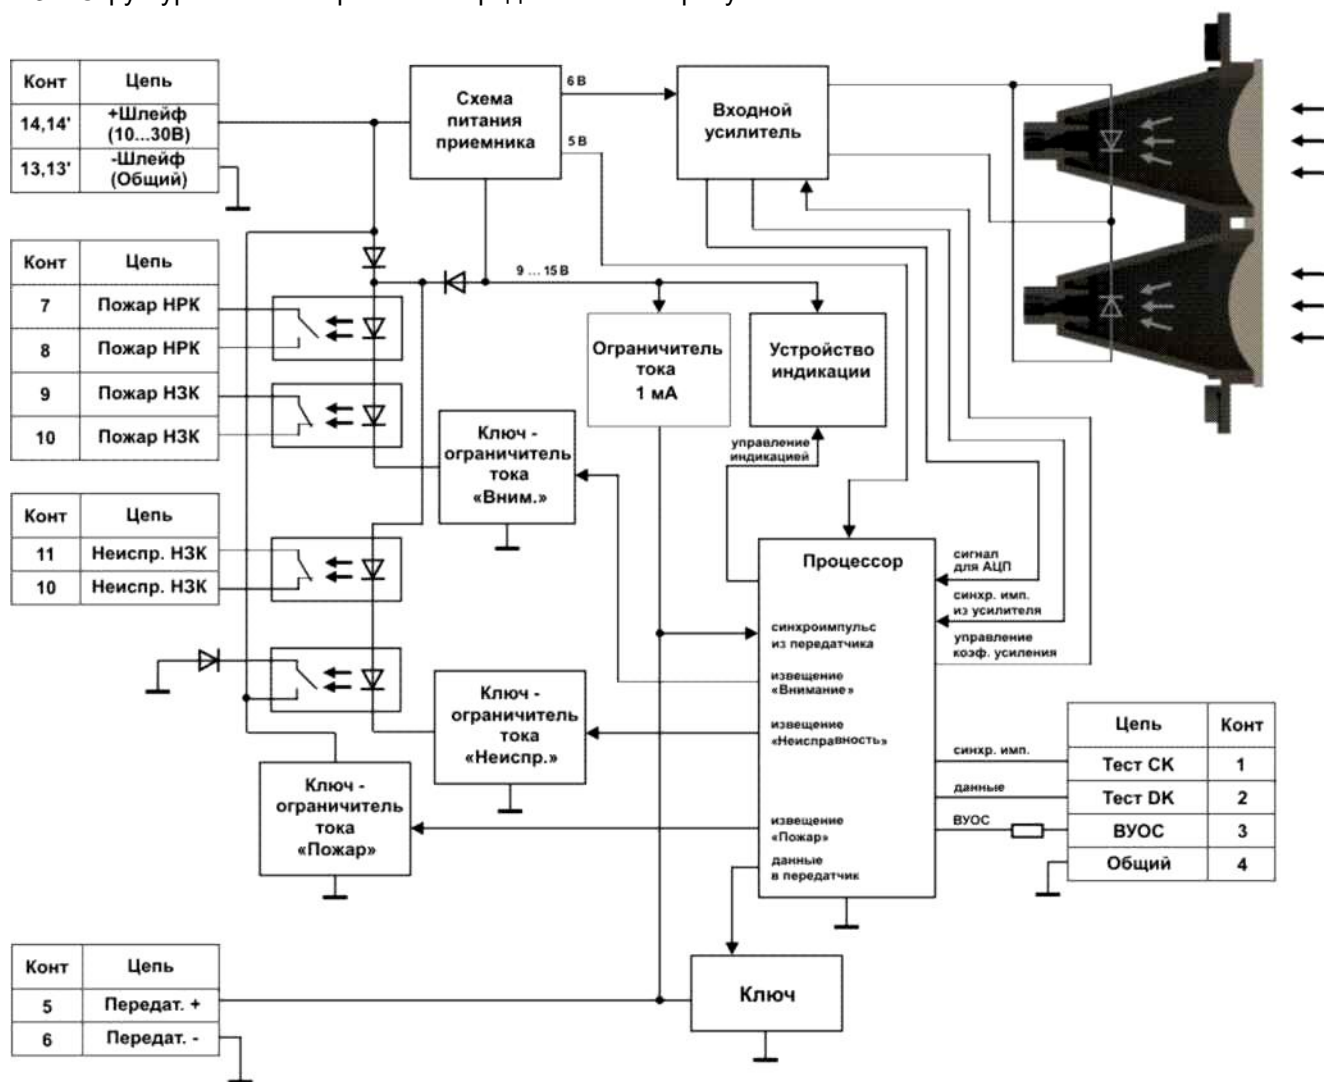 Конт Цепь
14,14' +Шлейф
(10...30В)
13,13' -Шлейф
(Общий)
Схема
питания
приемника
6 В
5 В
Входной
усилитель
Конт Цепь
7 Пожар НРК
8 Пожар НРК
9 Пожар НЗК
10 Пожар НЗК
9 ... 15 В
Ограничитель
тока
1 мА
Устройство
индикации
управление
индикацией
Ключ -
ограничитель
тока
«Вним.»
Конт Цепь
11 Неиспр. НЗК
10 Неиспр. НЗК
Процессор
сигнал
для АЦП
синхр. имп.
из усилителя
управление
коэф. усиления
синхроимпульс
из передатчика
извещение
«Внимание»
извещение
«Неисправность»
извещение
«Пожар»
данные
в передатчик
Ключ -
ограничитель
тока
«Неиспр.»
Ключ -
ограничитель
тока
«Пожар»
синхр. имп.
данные
ВУОС
Цепь Конт
Тест СК 1
Тест DK 2
ВУОС 3
Общий 4
Конт Цепь
5 Передат. +
6 Передат. -
Ключ